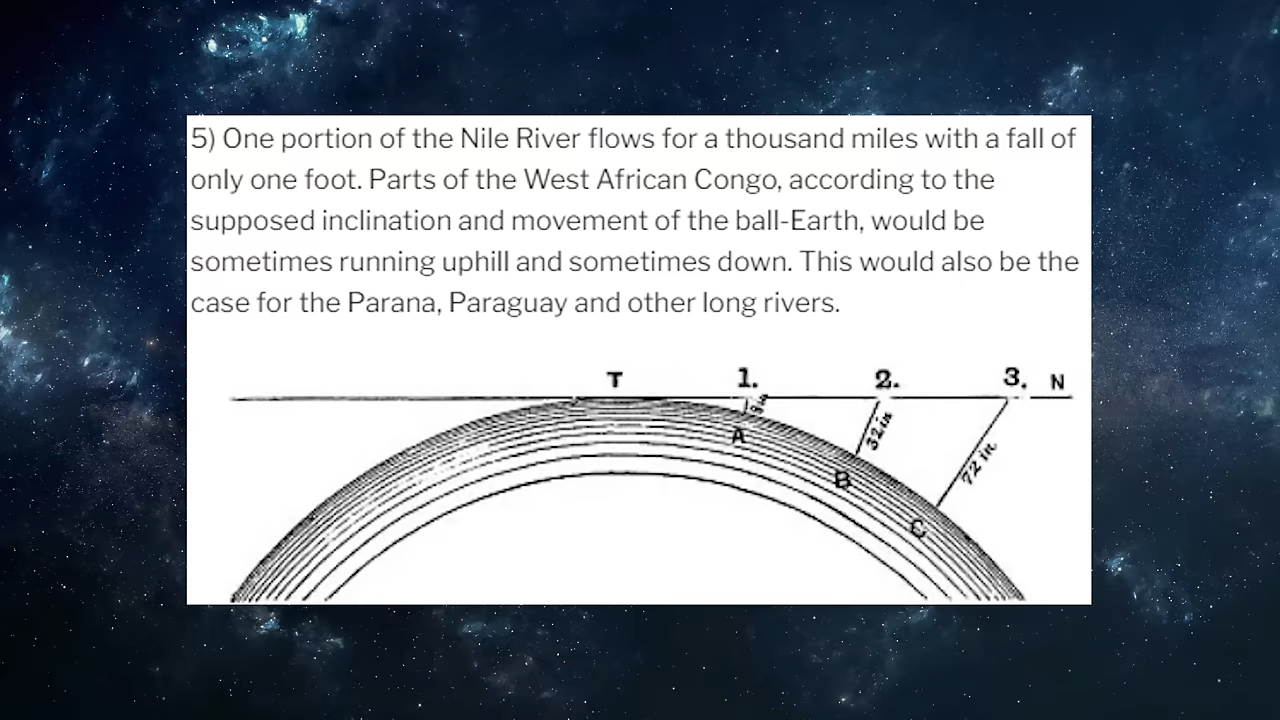 5) One portion of the Nile River flows for a thousand miles with a fall of
only one foot. Parts of the West African Congo, according to the
supposed inclination and movement of the ball-Earth, would be
sometimes running uphill and sometimes down. This would also be the
case for the Parana, Paraguay and other long rivers.
T 1. 2. 3. N
32 in
72 in
A
B
C